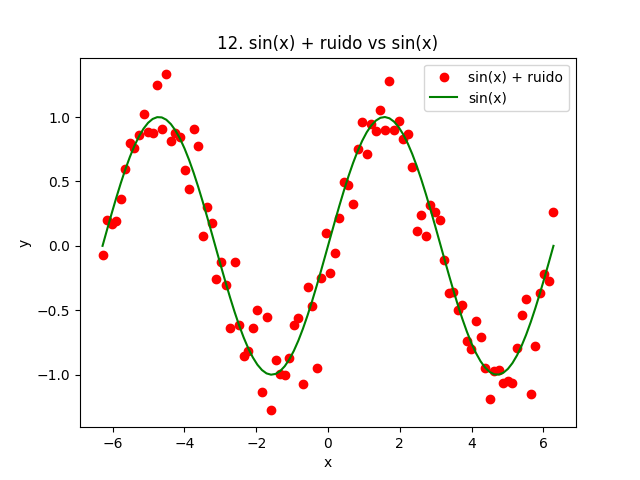 12. sin(x) + ruido vs sin(x)
sin(x) + ruido
sin(x)
1.0
0.5
0.0
−0.5
−1.0
y
−6 −4 −2 0 2 4 6
x